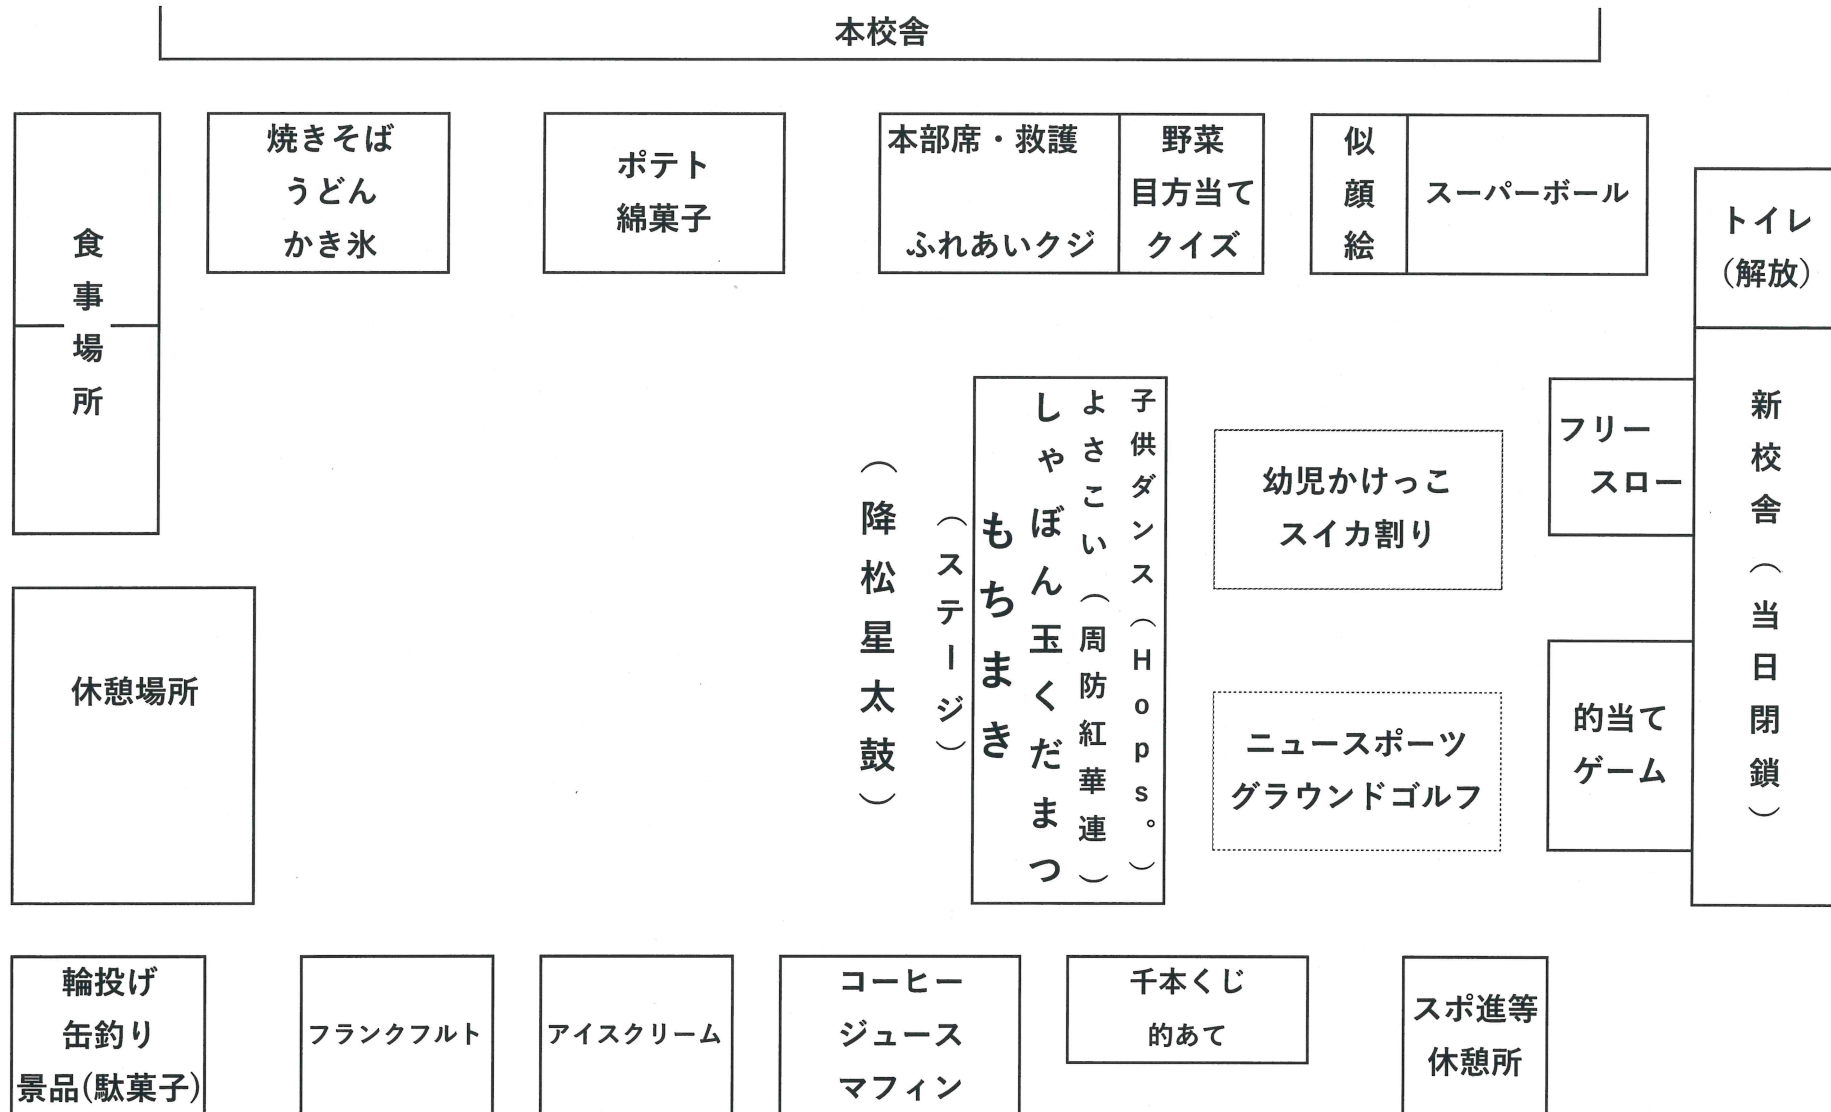 本校舎
食事場所
焼きそば
うどん
かき氷
ポテト
綿菓子
本部席・救護
ふれあいクジ
野菜
目方当て
クイズ
似顔絵
スーパーボール
トイレ
(解放)
新校舎(当日閉鎖)
フリー
スロー
子供ダンス(Hops。)
よさこい(周防紅華連)
しゃぼん玉くだまつ
もちまき
(ステージ)
(降松星太鼓)
幼児かけっこ
スイカ割り
ニュースポーツ
グラウンドゴルフ
的当て
ゲーム
休憩場所
輪投げ
缶釣り
景品(駄菓子)
フランクフルト
アイスクリーム
コーヒー
ジュース
マフィン
千本くじ
的あて
スポ進等
休憩所